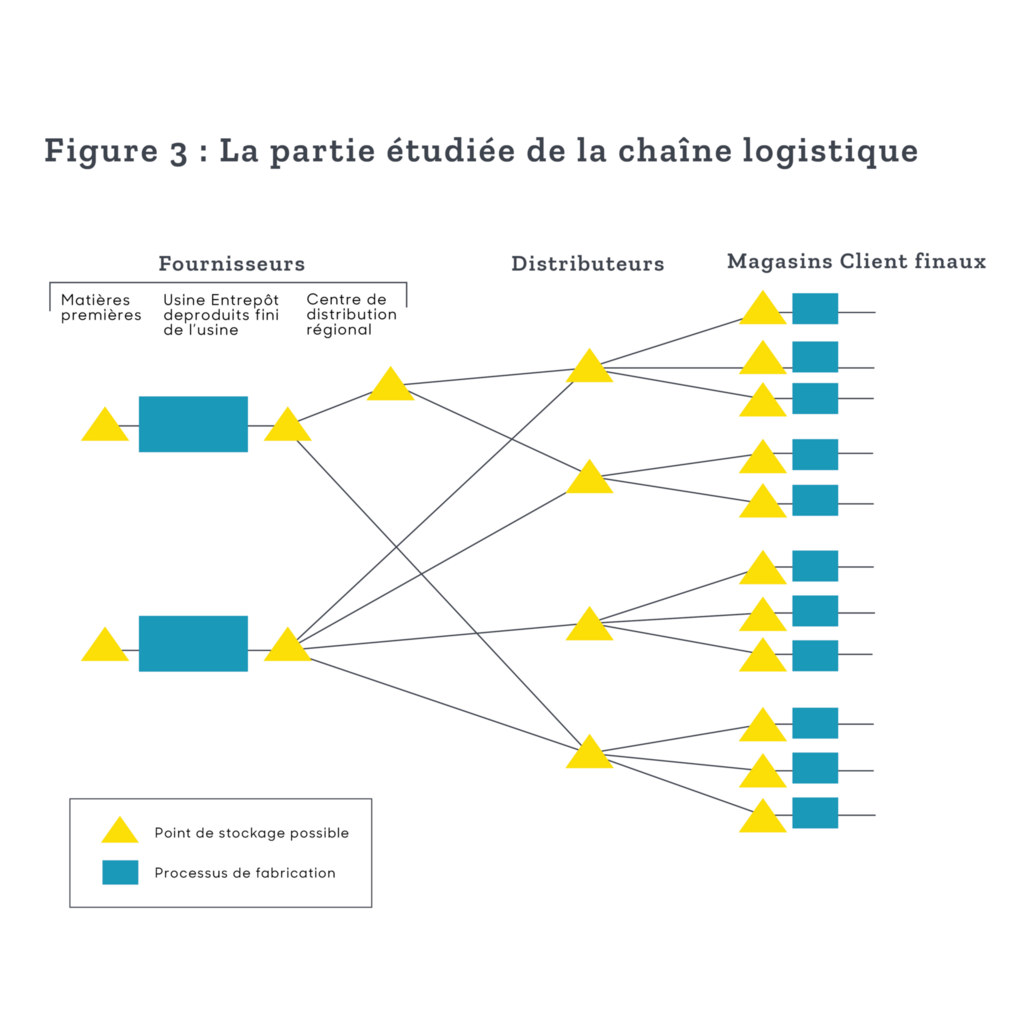 Figure 3 : La partie étudiée de la chaîne logistique
Fournisseurs
Distributeurs
Magasins Client finaux
Matières
premières
Usine Entrepôt
deproduits fini
de l'usine
Centre de
distribution
régional
Point de stockage possible
Processus de fabrication